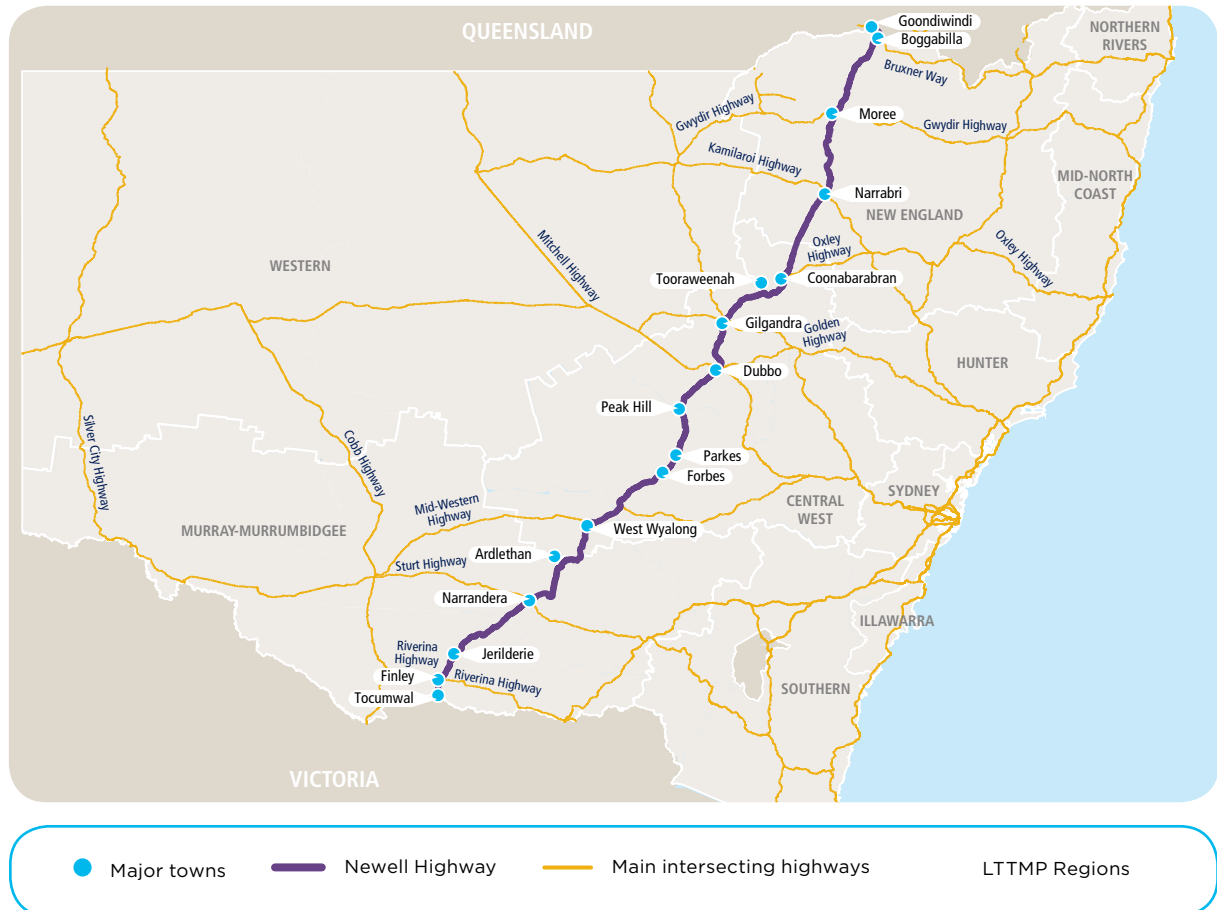 Goondiwindi
QUEENSLAND
NORTHERN
RIVERS
Boggabilla
Bruxner Way
Gwydir Highway
Moree
Gwydir Highway
Kamilaroi Highway
MID-NORTH
COAST
Narrabri
NEW ENGLAND
Mitchell Highway
Oxley
Highway
Oxley Highway
WESTERN
Tooraweenah
Coonabarabran
Gilgandra
Golden
Highway
HUNTER
Dubbo
Peak Hill
Silver City Highway
Cobb Highway
Parkes
Forbes
SYDNEY
CENTRAL
WEST
Mid-Western
Highway
MURRAY-MURRUMBIDGEE
West Wyalong
Ardlethan
Sturt Highway
Narrandera
ILLAWARRA
Riverina
Highway
Jerilderie
Finley
Riverina Highway
SOUTHERN
Tocumwal
VICTORIA
Major towns
Newell Highway
Main intersecting highways
LTTMP Regions